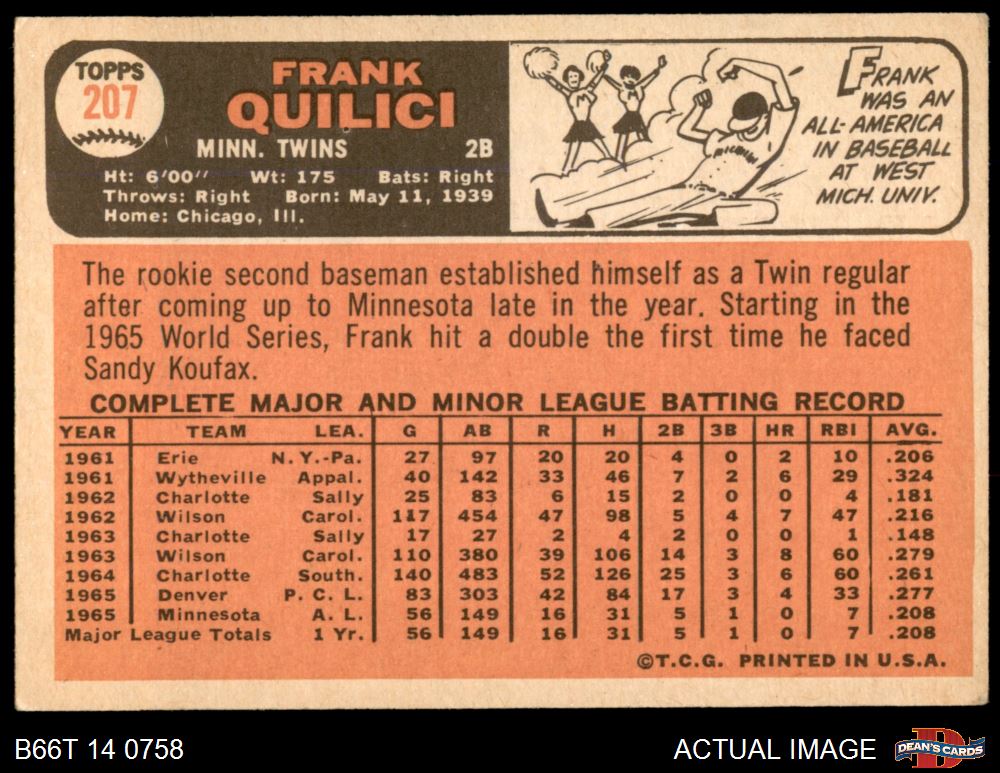 TOPPS
207
FRANK
QUILICI
MINN. TWINS 2B
Ht: 6'00" Wt: 175 Bats: Right
Throws: Right Born: May 11, 1939
Home: Chicago, Ill.
FRANK
WAS AN
ALL-AMERICA
IN BASEBALL
AT WEST
MICH. UNIV.
M
M
The rookie second baseman established himself as a Twin regular
after coming up to Minnesota late in the year. Starting in the
1965 World Series, Frank hit a double the first time he faced
Sandy Koufax.
COMPLETE MAJOR AND MINOR LEAGUE BATTING RECORD
YEAR TEAM LEA. G AB R H 2B 3B HR RBI AVG.
1961 Erie N.Y.-Pa. 27 97 20 20 4 0 2 10 .206
1961 Wytheville Appal. 40 142 33 46 7 2 6 29 .324
1962 Charlotte Sally 25 83 6 15 2 0 0 4 .181
1962 Wilson Carol. 117 454 47 98 5 4 7 47 .216
1963 Charlotte Sally 17 27 2 4 2 0 0 1 .148
1963 Wilson Carol. 110 380 39 106 14 3 8 60 .279
1964 Charlotte South. 140 483 52 126 25 3 6 60 .261
1965 Denver P. C. L. 83 303 42 84 17 3 4 33 .277
1965 Minnesota A. L. 56 149 16 31 5 1 0 7 .208
Major League Totals 1 Yr. 56 149 16 31 5 1 0 7 .208
©T.C.G. PRINTED IN U.S.A.
B66T 14 0758 ACTUAL IMAGE
D
DEAN'S CARDS